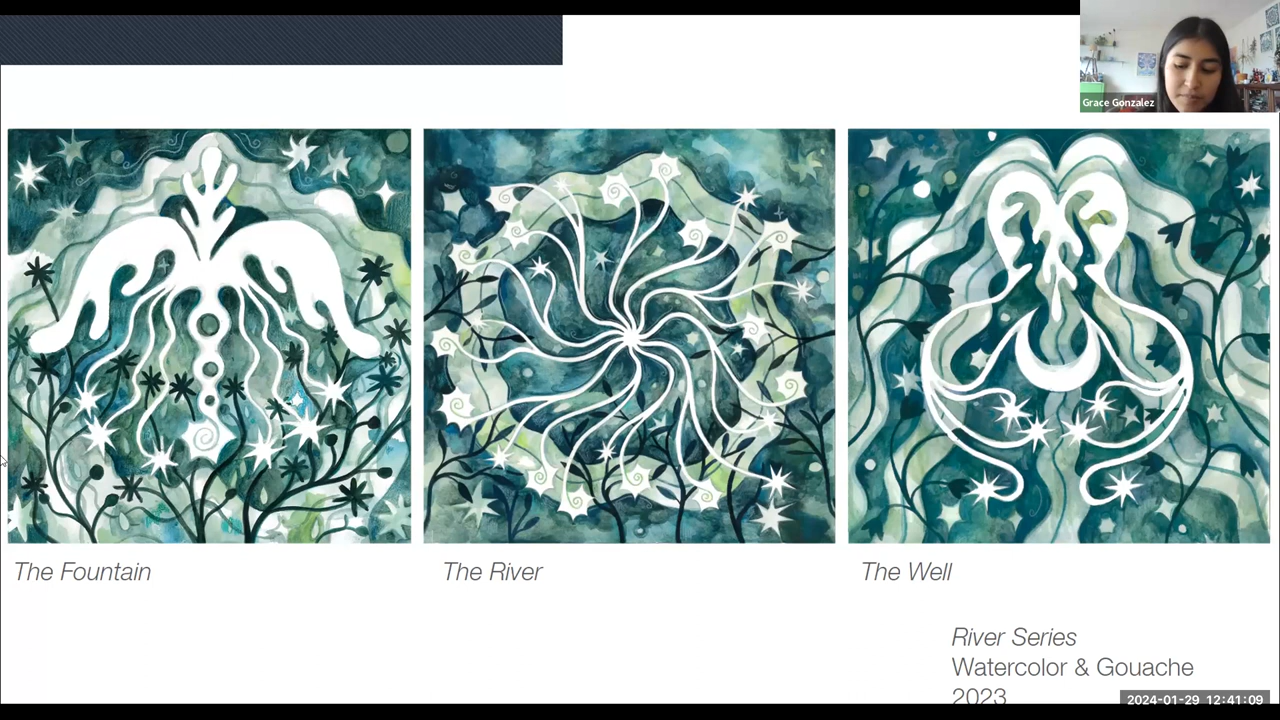 Grace Gonzalez
The Fountain
The River
The Well
River Series
Watercolor & Gouache
2023
2024-01-29 12:41:09